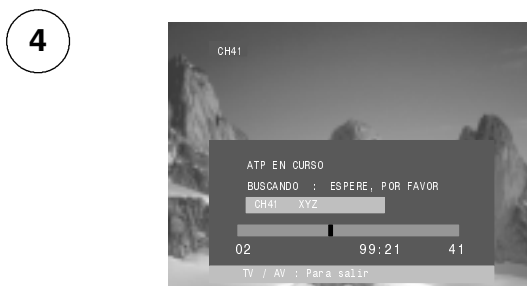 4
CH41
ATP EN CURSO
BUSCANDO : ESPERE, POR FAVOR
CH41 XYZ
02 99:21 41
TV / AV : Para salir